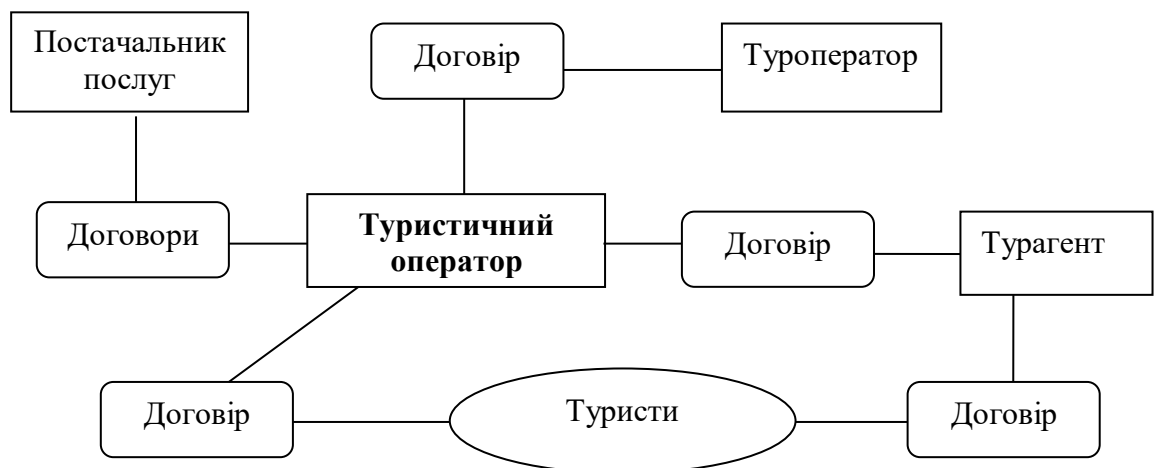 Постачальник
послуг
Договір
Туроператор
Договори
Туристичний
оператор
Договір
Турагент
Договір
Туристи
Договір